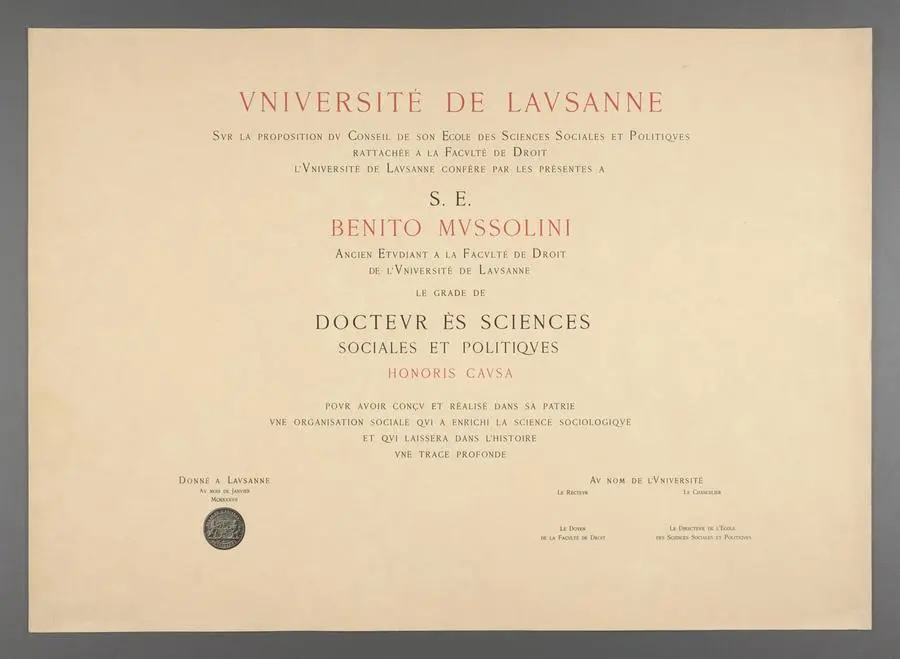 VNIVERSITÉ DE LAVSANNE
SVR LA PROPOSITION DV CONSEIL DE SON ECOLE DES SCIENCES SOCIALES ET POLITIQVES
RATTACHÉE A LA FACVLTÉ DE DROIT
L'VNIVERSITÉ DE LAVSANNE CONFÈRE PAR LES PRÉSENTES A
S. E.
BENITO MVSSOLINI
ANCIEN ETVDIANT A LA FACVLTÉ DE DROIT
DE L'VNIVERSITÉ DE LAVSANNE
LE GRADE DE
DOCTEVR ÈS SCIENCES
SOCIALES ET POLITIQVES
HONORIS CAVSA
POVR AVOIR CONÇV ET RÉALISÉ DANS SA PATRIE
VNE ORGANISATION SOCIALE QVI A ENRICHI LA SCIENCE SOCIOLOGIQVE
ET QVI LAISSERA DANS L'HISTOIRE
VNE TRACE PROFONDE
DONNÉ A LAVSANNE
AV MOIS DE JANVIER
AV NOM DE L'VNIVERSITÉ
LE RECTEVR LE CHANCELIER
LE DOYEN
DE LA FACVLTÉ DE DROIT
LE DIRECTEVR DE L'ECOLE
DES SCIENCES SOCIALES ET POLITIQVES